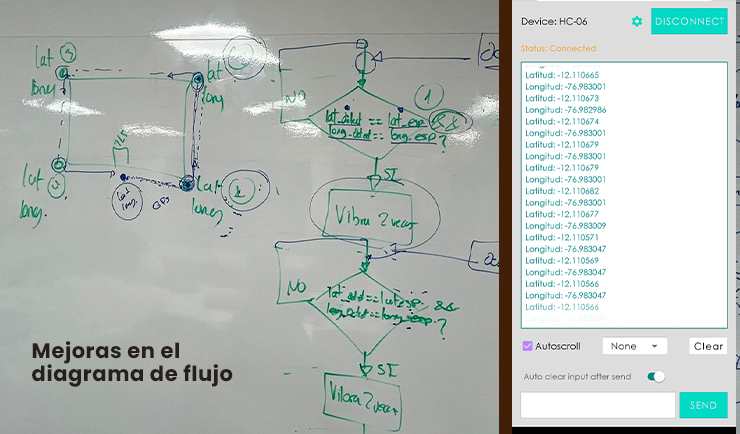 lat 3
long
lat 2
long
NO
1
lat_actual == lat_esp &&
long_actual == long_esp?
SI
Vibra 2 veces
lat
long.
lat
long
GPS
lat 1
long
NO
lat_actual == lat_esp. &&
long_actual == long_esp.?
SI
Vibra 2 veces
Mejoras en el
diagrama de flujo
Device: HC-06
DISCONNECT
Status: Connected
Latitud: -12.110665
Longitud: -76.983001
Latitud: -12.110673
Longitud: -76.982986
Latitud: -12.110674
Longitud: -76.983001
Latitud: -12.110679
Longitud: -76.983001
Latitud: -12.110679
Longitud: -76.983001
Latitud: -12.110682
Longitud: -76.983001
Latitud: -12.110677
Longitud: -76.983009
Latitud: -12.110571
Longitud: -76.983047
Latitud: -12.110569
Longitud: -76.983047
Latitud: -12.110566
Longitud: -76.983047
Latitud: -12.110566
Autoscroll
None
Clear
Auto clear input after send
SEND